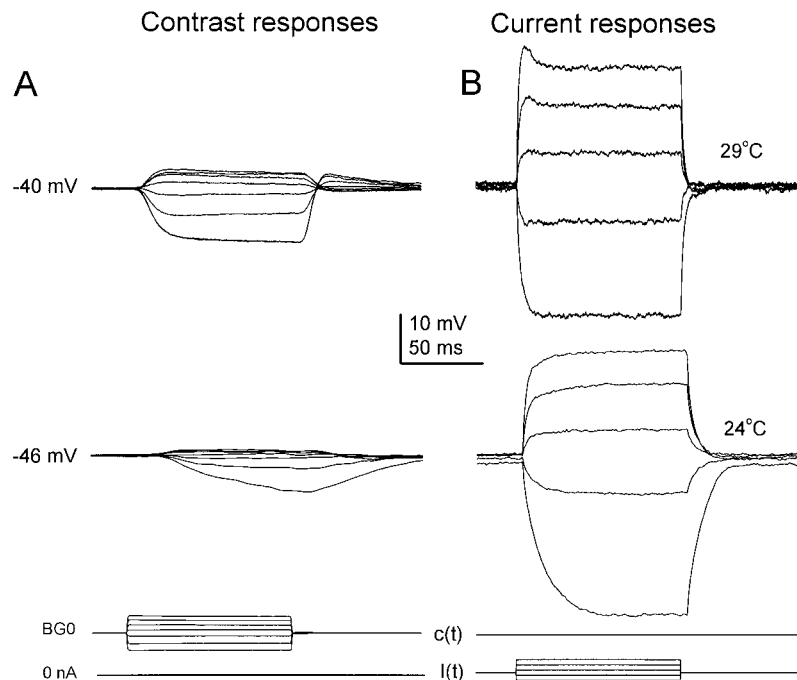 Contrast responses
Current responses
A
B
-40 mV
29°C
10 mV
50 ms
-46 mV
24°C
BG0
c(t)
0 nA
I(t)